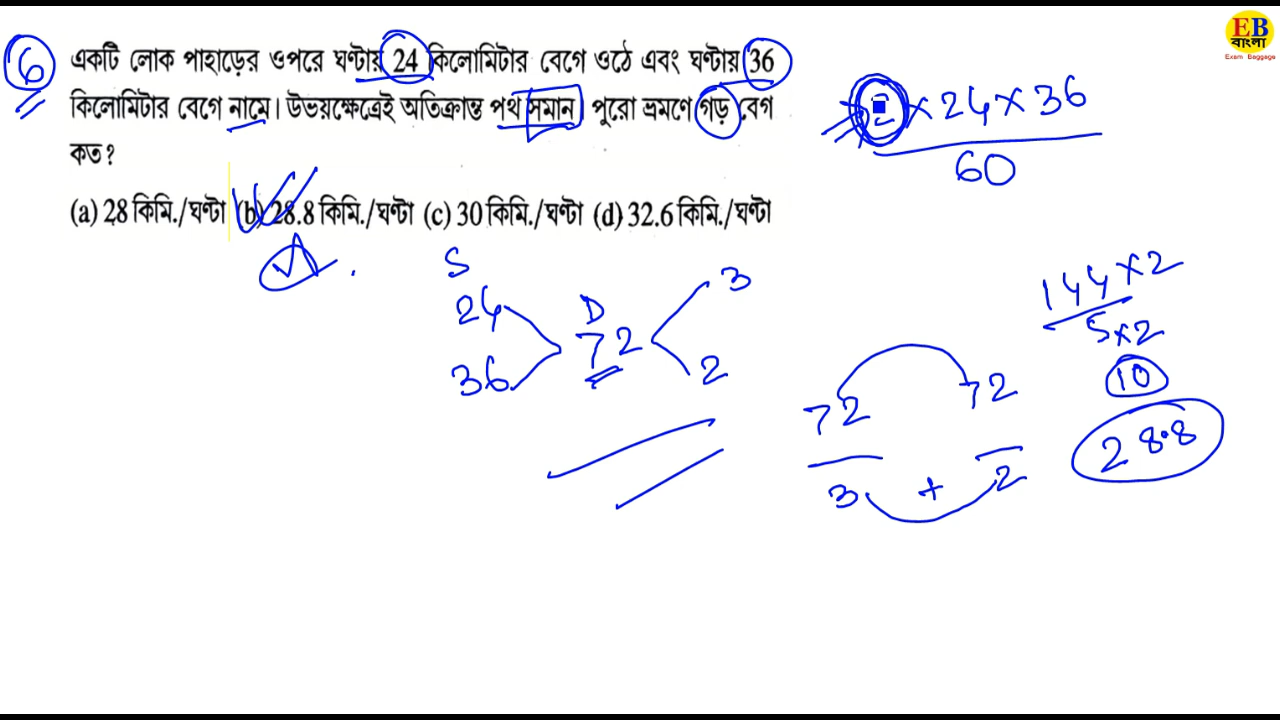 EB
বাংলা
Exam Baggage
6 একটি লোক পাহাড়ের ওপরে ঘণ্টায় 24 কিলোমিটার বেগে ওঠে এবং ঘণ্টায় 36
কিলোমিটার বেগে নামে। উভয়ক্ষেত্রেই অতিক্রান্ত পথ সমান। পুরো ভ্রমণে গড় বেগ
কত?
(a) 28 কিমি./ঘণ্টা (b) 28.8 কিমি./ঘণ্টা (c) 30 কিমি./ঘণ্টা (d) 32.6 কিমি./ঘণ্টা
2 × 24 × 36
60
S
24
36
D
72
3
2
72 72
3 + 2
144 × 2
5 × 2
10
28.8